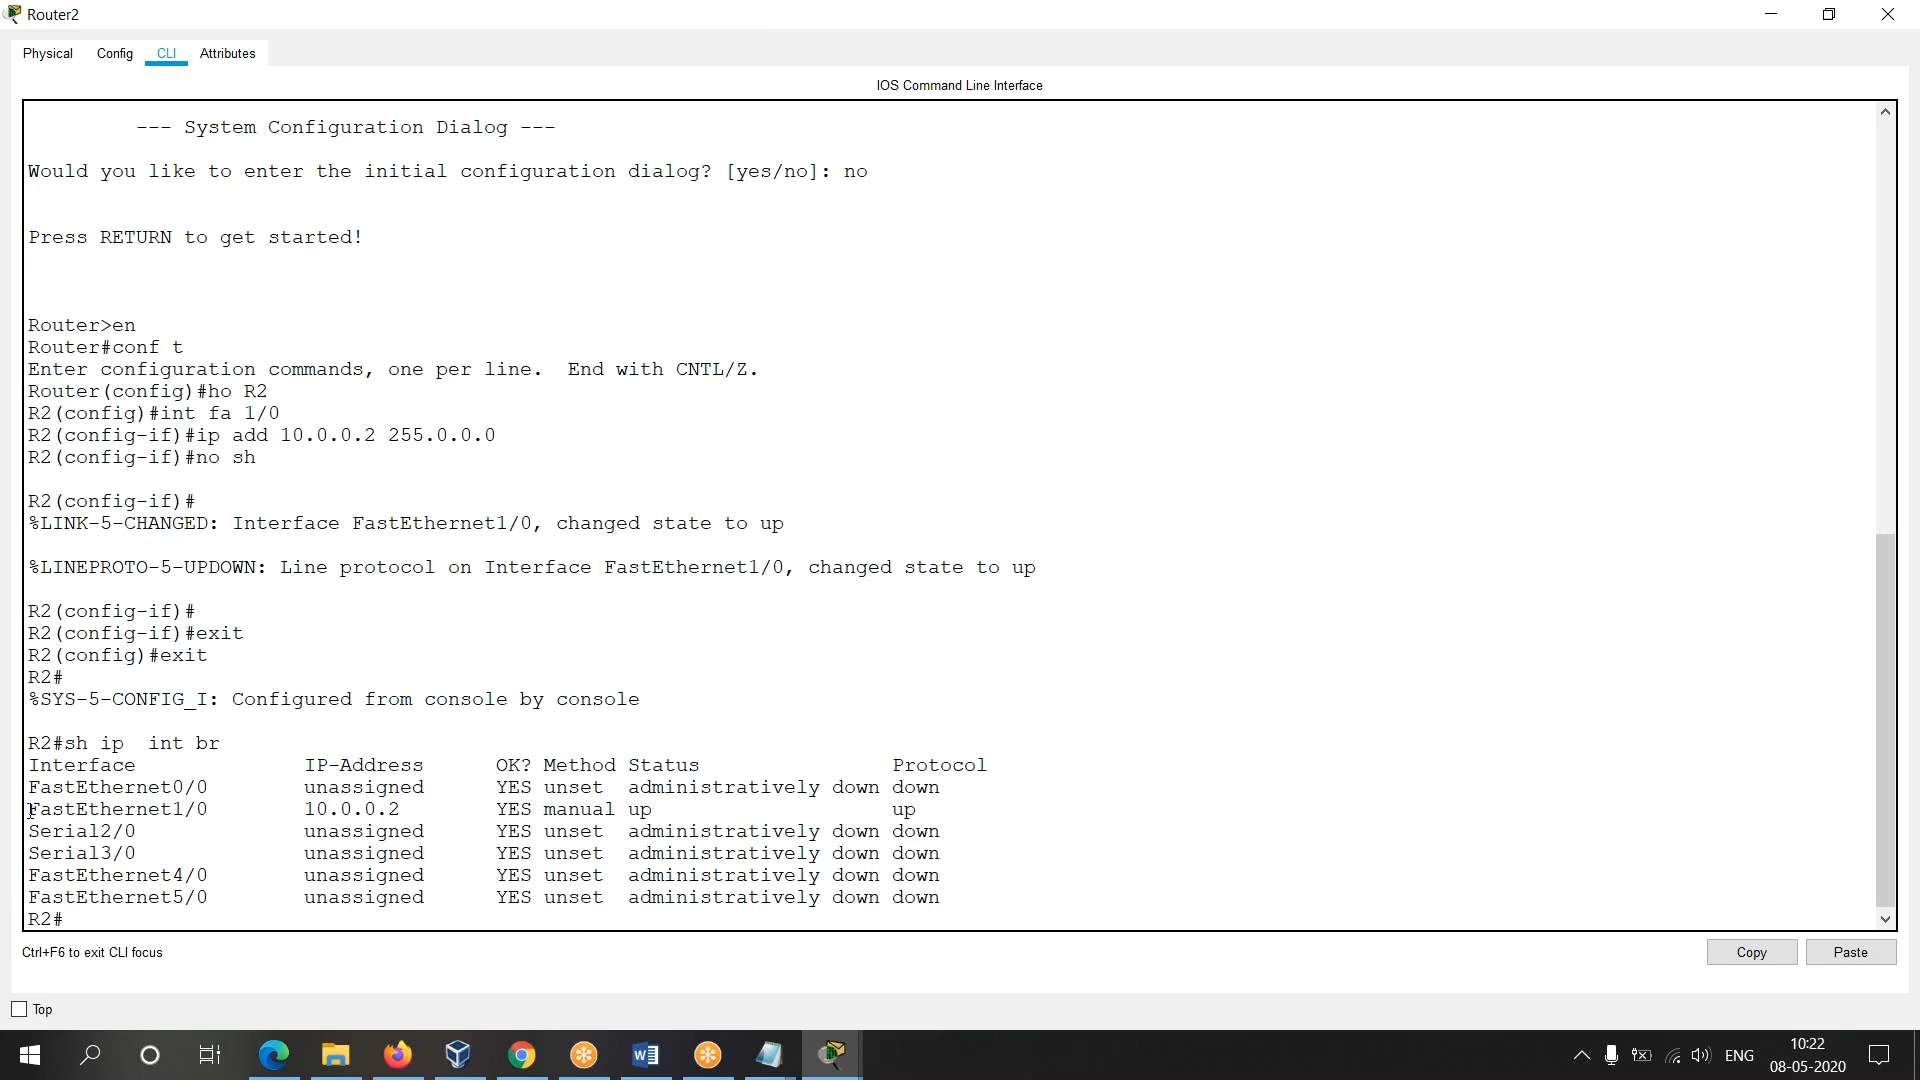 Router2
Physical Config CLI Attributes
IOS Command Line Interface
--- System Configuration Dialog ---
Would you like to enter the initial configuration dialog? [yes/no]: no
Press RETURN to get started!
Router>en
Router#conf t
Enter configuration commands, one per line.  End with CNTL/Z.
Router(config)#ho R2
R2(config)#int fa 1/0
R2(config-if)#ip add 10.0.0.2 255.0.0.0
R2(config-if)#no sh
R2(config-if)#
%LINK-5-CHANGED: Interface FastEthernet1/0, changed state to up
%LINEPROTO-5-UPDOWN: Line protocol on Interface FastEthernet1/0, changed state to up
R2(config-if)#
R2(config-if)#exit
R2(config)#exit
R2#
%SYS-5-CONFIG_I: Configured from console by console
R2#sh ip  int br
Interface              IP-Address      OK? Method Status                Protocol
FastEthernet0/0        unassigned      YES unset  administratively down down
FastEthernet1/0        10.0.0.2        YES manual up                    up
Serial2/0              unassigned      YES unset  administratively down down
Serial3/0              unassigned      YES unset  administratively down down
FastEthernet4/0        unassigned      YES unset  administratively down down
FastEthernet5/0        unassigned      YES unset  administratively down down
R2#
Ctrl+F6 to exit CLI focus
Copy Paste
Top
ENG
10:22
08-05-2020